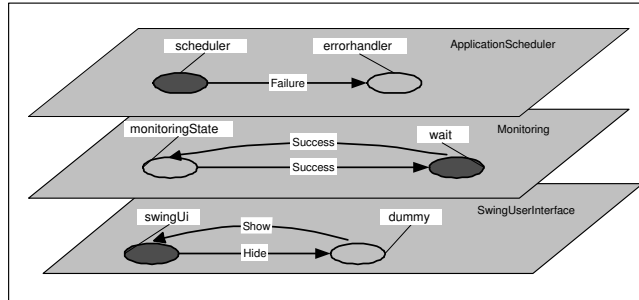 scheduler
errorhandler
ApplicationScheduler
Failure
monitoringState
Success
wait
Monitoring
Success
swingUi
Show
dummy
SwingUserInterface
Hide